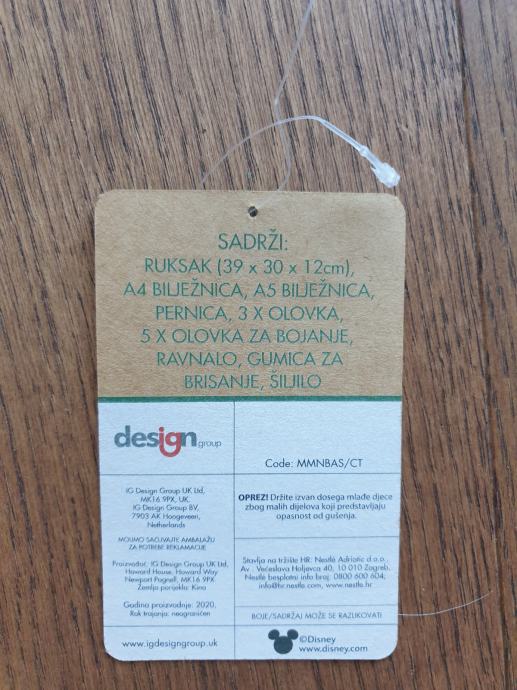 SADRŽI:
RUKSAK (39 x 30 x 12cm),
A4 BILJEŽNICA, A5 BILJEŽNICA,
PERNICA, 3 X OLOVKA,
5 X OLOVKA ZA BOJANJE,
RAVNALO, GUMICA ZA
BRISANJE, ŠILJILO
design group
Code: MMNBAS/CT
IG Design Group UK Ltd,
MK16 9PX, UK.
IG Design Group BV,
7903 AK Hoogeveen,
Netherlands
MOLIMO SAČUVAJTE AMBALAŽU
ZA POTREBE REKLAMACIJE
Proizvođač: IG Design Group UK Ltd,
Howard House, Howard Way
Newport Pagnell, MK16 9PX
Zemlja porijekla: Kina
Godina proizvodnje: 2020,
Rok trajanja: neograničen
www.igdesigngroup.uk
OPREZ! Držite izvan dosega mlađe djece
zbog malih dijelova koji predstavljaju
opasnost od gušenja.
Stavlja na tržište HR: Nestlé Adriatic d.o.o.
Av. Većeslava Holjevca 40, 10 010 Zagreb,
Nestlé besplatni info broj: 0800 600 604,
info@hr.nestle.com, www.nestle.hr
BOJE/SADRŽAJ MOŽE SE RAZLIKOVATI
©Disney
www.disney.com